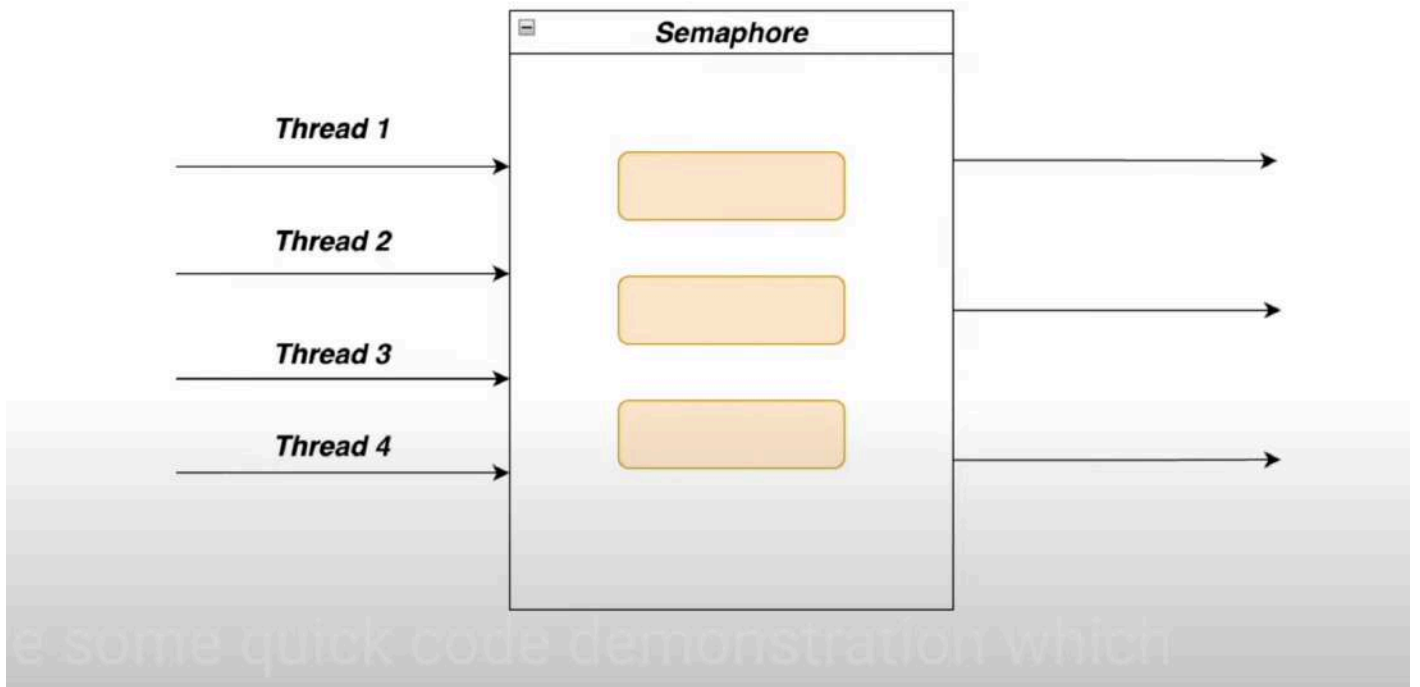 Semaphore
Thread 1
Thread 2
Thread 3
Thread 4
e some quick code demonstration which